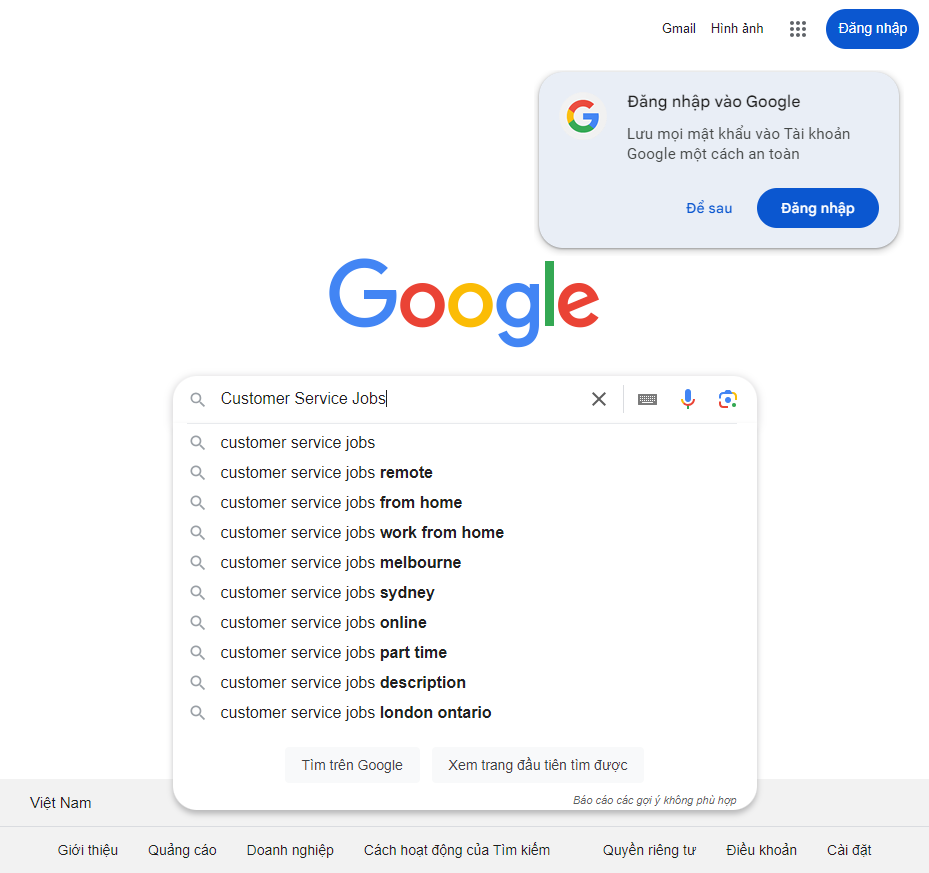 Gmail Hình ảnh Đăng nhập
Đăng nhập vào Google
Lưu mọi mật khẩu vào Tài khoản
Google một cách an toàn
Để sau Đăng nhập
Google
Customer Service Jobs
customer service jobs
customer service jobs remote
customer service jobs from home
customer service jobs work from home
customer service jobs melbourne
customer service jobs sydney
customer service jobs online
customer service jobs part time
customer service jobs description
customer service jobs london ontario
Tìm trên Google Xem trang đầu tiên tìm được
Báo cáo các gợi ý không phù hợp
Việt Nam
Giới thiệu Quảng cáo Doanh nghiệp Cách hoạt động của Tìm kiếm Quyền riêng tư Điều khoản Cài đặt